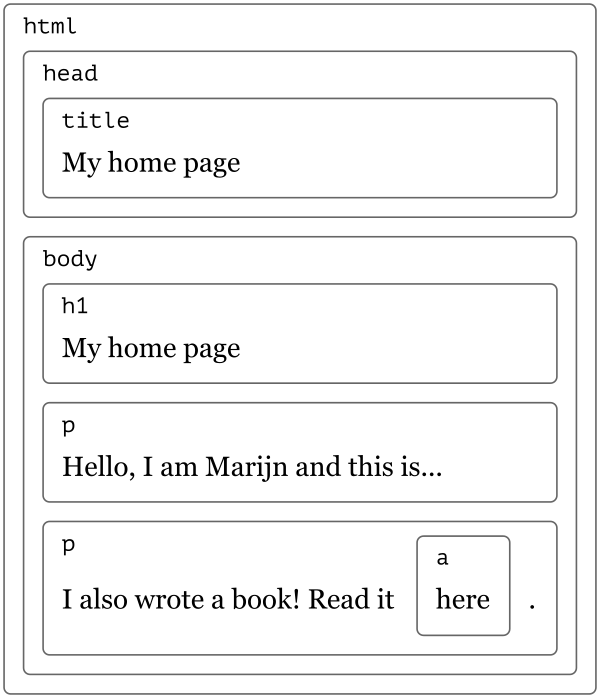 html
head
title
My home page
body
h1
My home page
p
Hello, I am Marijn and this is...
p
a
I also wrote a book! Read it here .